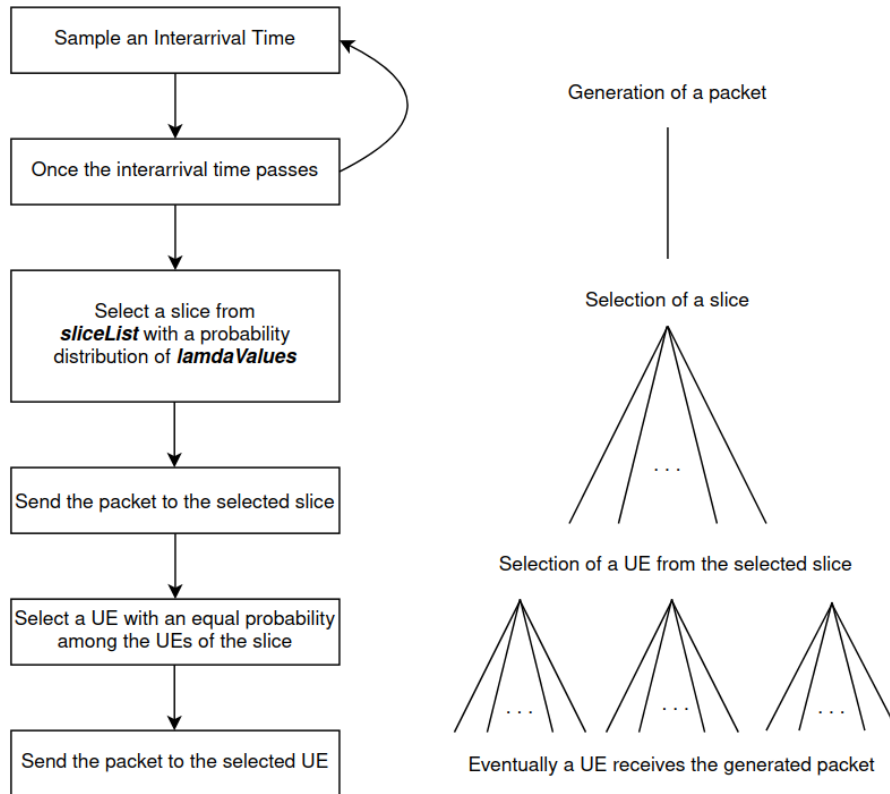 Sample an Interarrival Time
Once the interarrival time passes
Select a slice from
sliceList with a probability
distribution of lamdaValues
Send the packet to the selected slice
Select a UE with an equal probability
among the UEs of the slice
Send the packet to the selected UE
Generation of a packet
Selection of a slice
. . .
Selection of a UE from the selected slice
. . . . . . . . .
Eventually a UE receives the generated packet